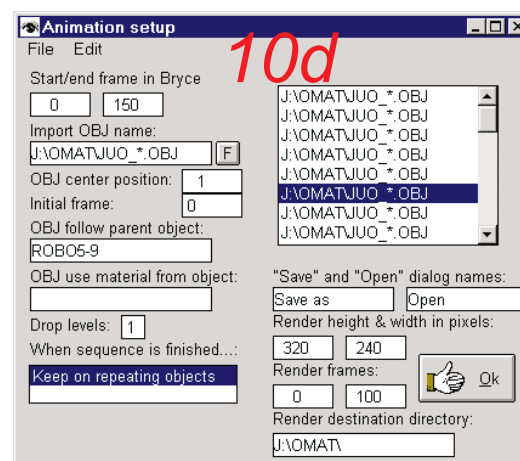 Animation setup
File Edit
10d
Start/end frame in Bryce
0 150
Import OBJ name:
J:\OMAT\JUO_*.OBJ F
OBJ center position: 1
Initial frame: 0
OBJ follow parent object:
ROBO5-9
OBJ use material from object:
Drop levels: 1
When sequence is finished...:
Keep on repeating objects
J:\OMAT\JUO_*.OBJ
J:\OMAT\JUO_*.OBJ
J:\OMAT\JUO_*.OBJ
J:\OMAT\JUO_*.OBJ
J:\OMAT\JUO_*.OBJ
J:\OMAT\JUO_*.OBJ
J:\OMAT\JUO_*.OBJ
J:\OMAT\JUO_*.OBJ
"Save" and "Open" dialog names:
Save as Open
Render height & width in pixels:
320 240
Render frames:
0 100
Ok
Render destination directory:
J:\OMAT\